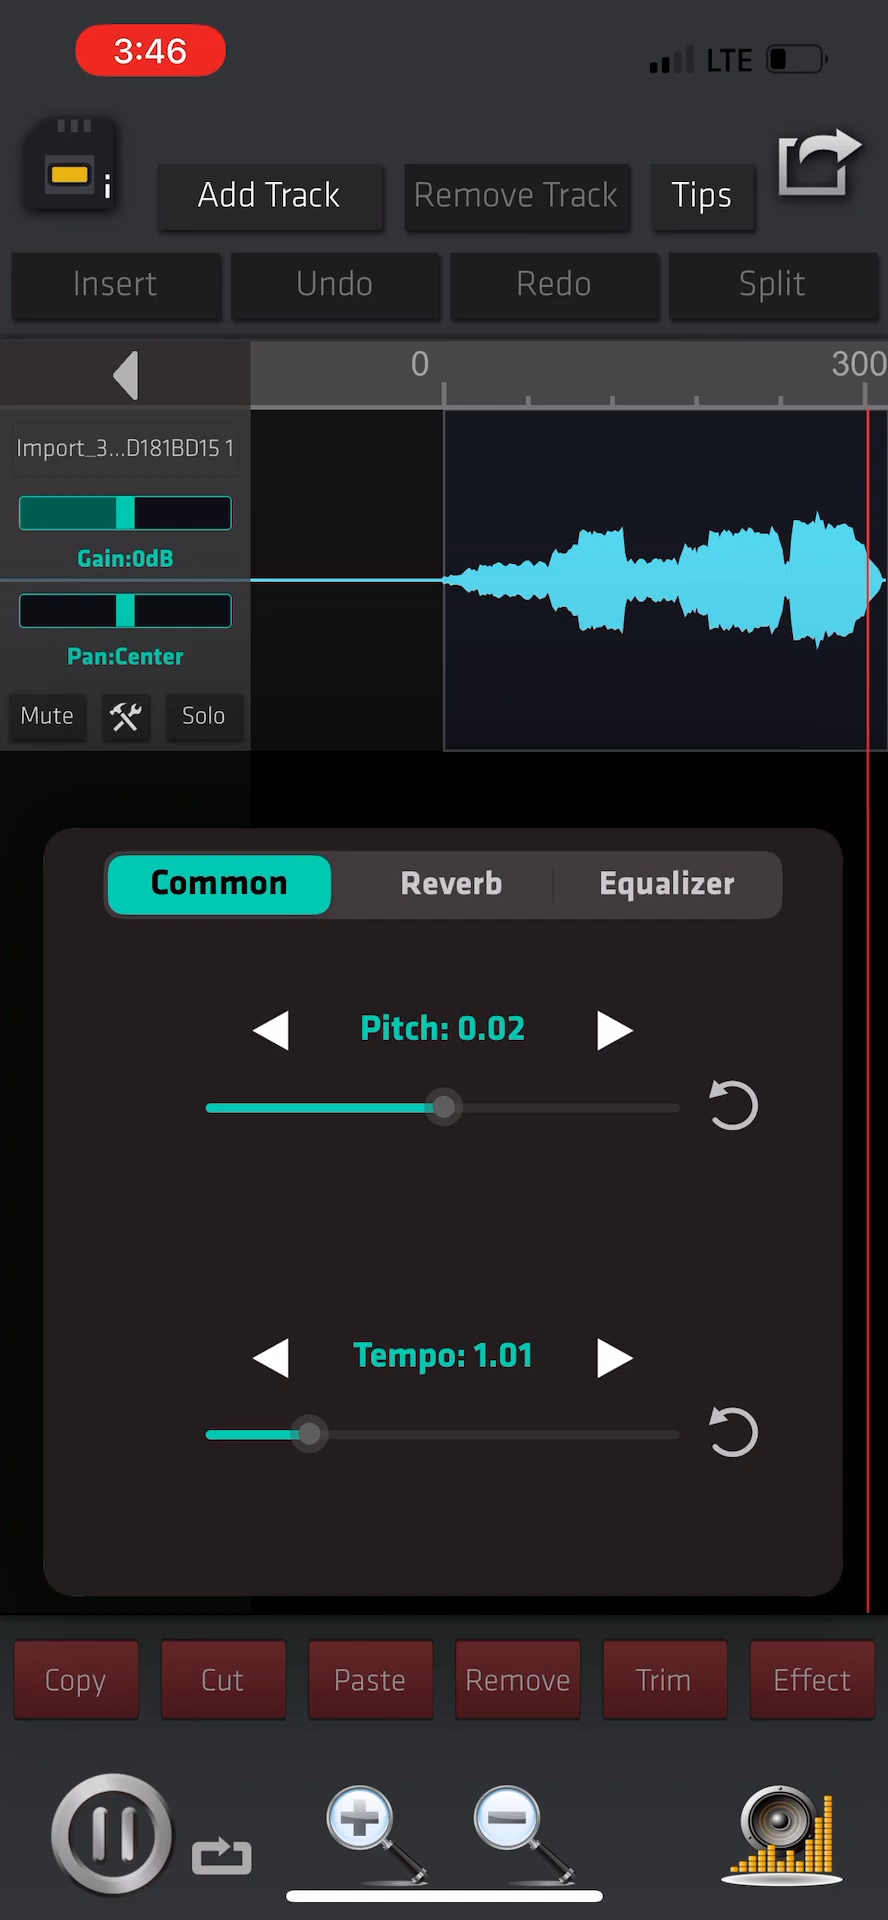 3:46
LTE
i
Add Track
Remove Track
Tips
Insert
Undo
Redo
Split
0
300
Import_3...D181BD15 1
Gain:0dB
Pan:Center
Mute
Solo
Common
Reverb
Equalizer
Pitch: 0.02
Tempo: 1.01
Copy
Cut
Paste
Remove
Trim
Effect